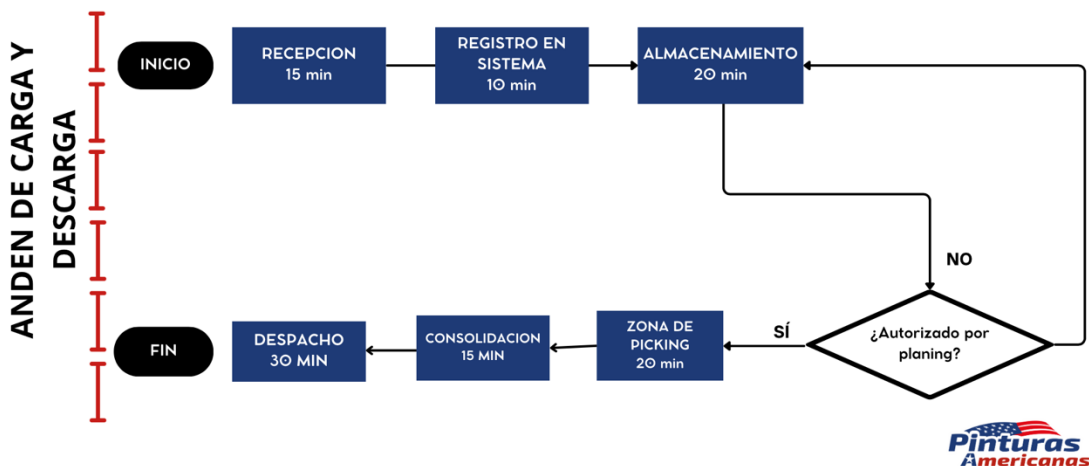 ANDEN DE CARGA Y
DESCARGA
INICIO
RECEPCION
15 min
REGISTRO EN
SISTEMA
10 min
ALMACENAMIENTO
20 min
NO
¿Autorizado por
planing?
SÍ
ZONA DE
PICKING
20 min
CONSOLIDACION
15 MIN
DESPACHO
30 MIN
FIN
Pinturas
Americanas